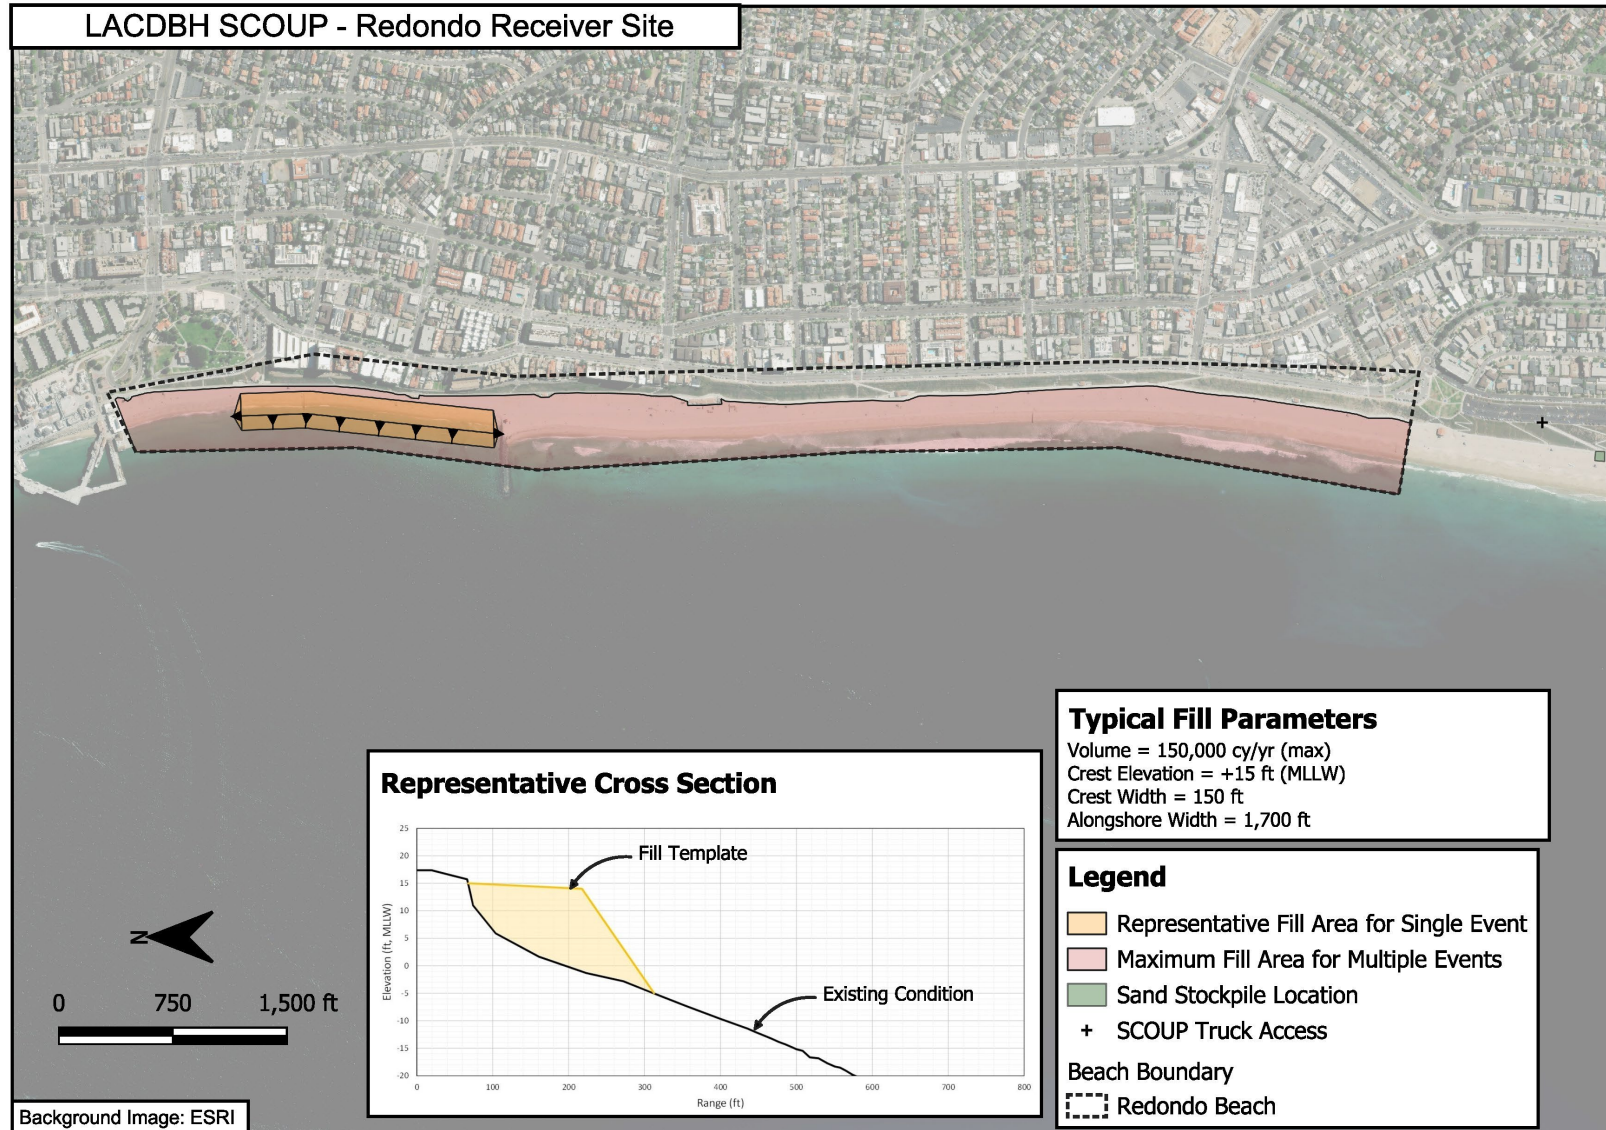 LACDBH SCOUP - Redondo Receiver Site
Typical Fill Parameters
Volume = 150,000 cy/yr (max)
Crest Elevation = +15 ft (MLLW)
Crest Width = 150 ft
Alongshore Width = 1,700 ft
Representative Cross Section
25
20
15
10
5
0
-5
-10
-15
-20
Elevation (ft, MLLW)
Fill Template
Existing Condition
0 100 200 300 400 500 600 700 800
Range (ft)
Legend
Representative Fill Area for Single Event
Maximum Fill Area for Multiple Events
Sand Stockpile Location
+ SCOUP Truck Access
Beach Boundary
Redondo Beach
N
0 750 1,500 ft
Background Image: ESRI